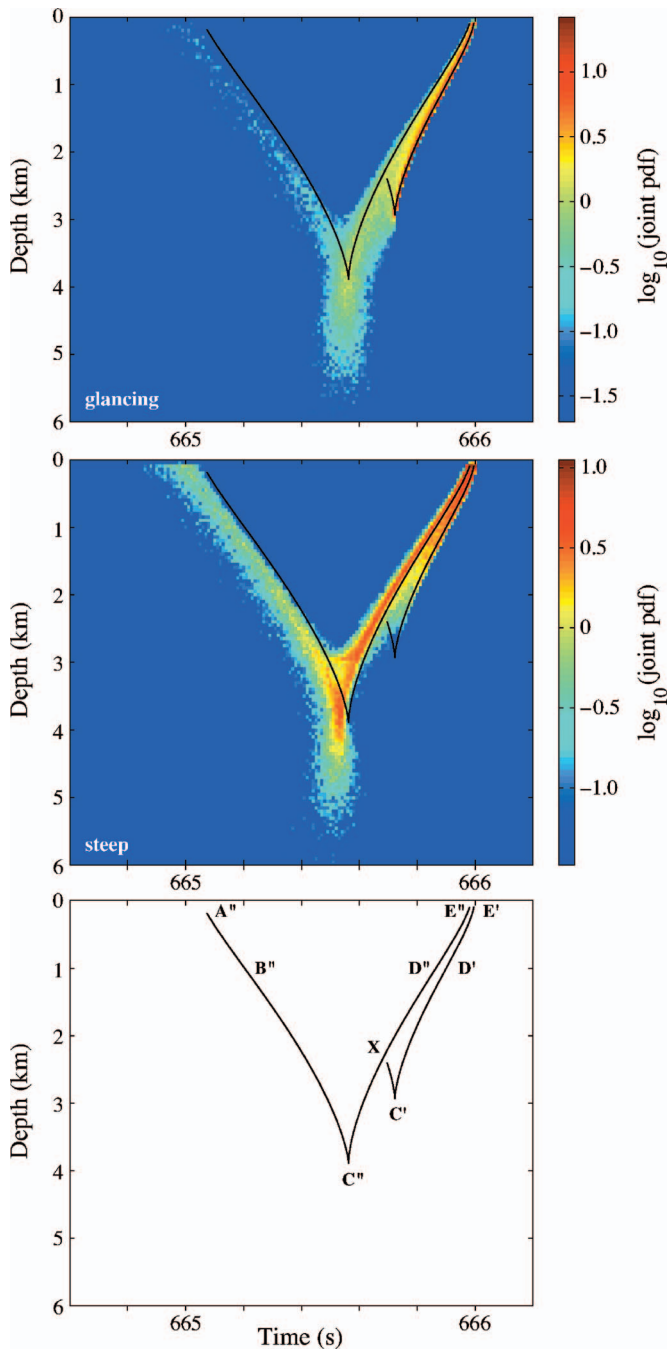 0
1
2
3
4
5
6
Depth (km)
glancing
665
666
1.0
0.5
0
−0.5
−1.0
−1.5
log10(joint pdf)
0
1
2
3
4
5
6
Depth (km)
steep
665
666
1.0
0.5
0
−0.5
−1.0
log10(joint pdf)
0
1
2
3
4
5
6
Depth (km)
A" E" E'
B" D" D'
X
C'
C"
665
666
Time (s)